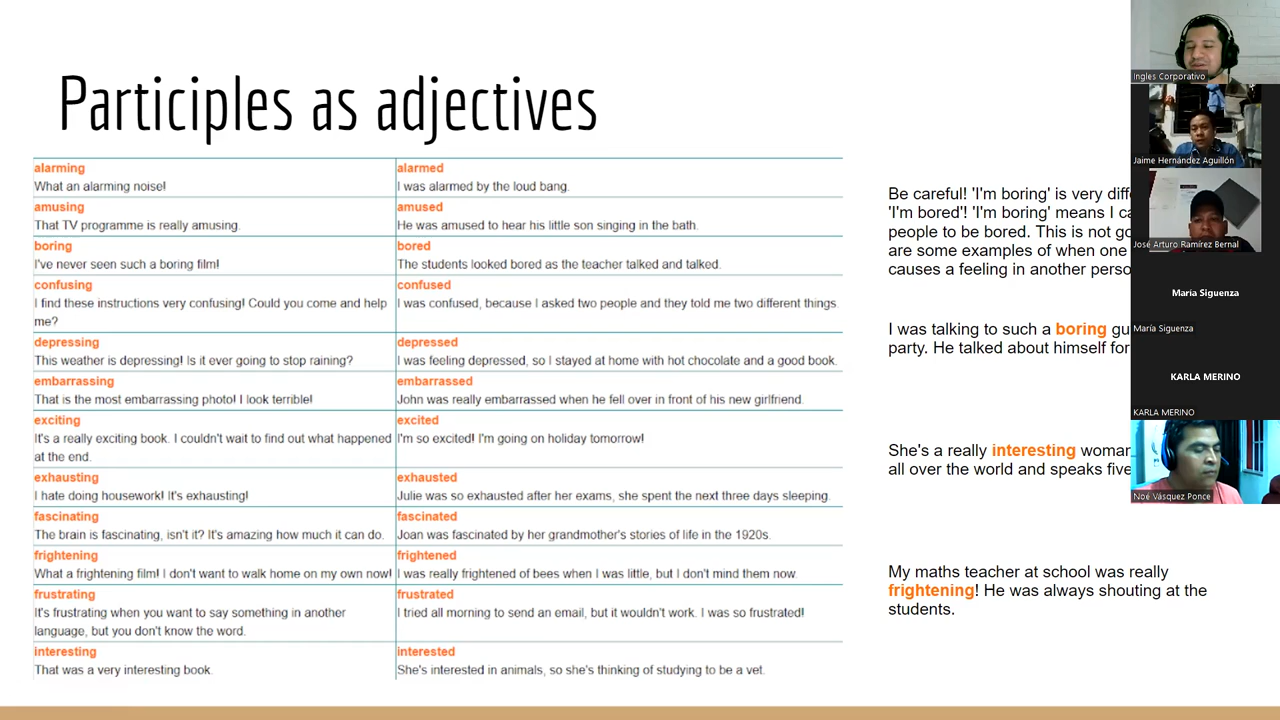 Participles as adjectives
alarming
What an alarming noise!
alarmed
I was alarmed by the loud bang.
amusing
That TV programme is really amusing.
amused
He was amused to hear his little son singing in the bath.
boring
I've never seen such a boring film!
bored
The students looked bored as the teacher talked and talked.
confusing
I find these instructions very confusing! Could you come and help
me?
confused
I was confused, because I asked two people and they told me two different things.
depressing
This weather is depressing! Is it ever going to stop raining?
depressed
I was feeling depressed, so I stayed at home with hot chocolate and a good book.
embarrassing
That is the most embarrassing photo! I look terrible!
embarrassed
John was really embarrassed when he fell over in front of his new girlfriend.
exciting
It's a really exciting book. I couldn't wait to find out what happened
at the end.
excited
I'm so excited! I'm going on holiday tomorrow!
exhausting
I hate doing housework! It's exhausting!
exhausted
Julie was so exhausted after her exams, she spent the next three days sleeping.
fascinating
The brain is fascinating, isn't it? It's amazing how much it can do.
fascinated
Joan was fascinated by her grandmother's stories of life in the 1920s.
frightening
What a frightening film! I don't want to walk home on my own now!
frightened
I was really frightened of bees when I was little, but I don't mind them now.
frustrating
It's frustrating when you want to say something in another
language, but you don't know the word.
frustrated
I tried all morning to send an email, but it wouldn't work. I was so frustrated!
interesting
That was a very interesting book.
interested
She's interested in animals, so she's thinking of studying to be a vet.
Be careful! 'I'm boring' is very
'I'm bored'! 'I'm boring' means I
people to be bored. This is not
are some examples of when one
causes a feeling in another
I was talking to such a boring
party. He talked about himself for
She's a really interesting
all over the world and speaks five
My maths teacher at school was really
frightening! He was always shouting at the
students.
Ingles Corporativo
Jaime Hernández Aguillón
José Arturo Ramírez Bernal
María Siguenza
María Siguenza
KARLA MERINO
KARLA MERINO
Noé Vásquez Ponce